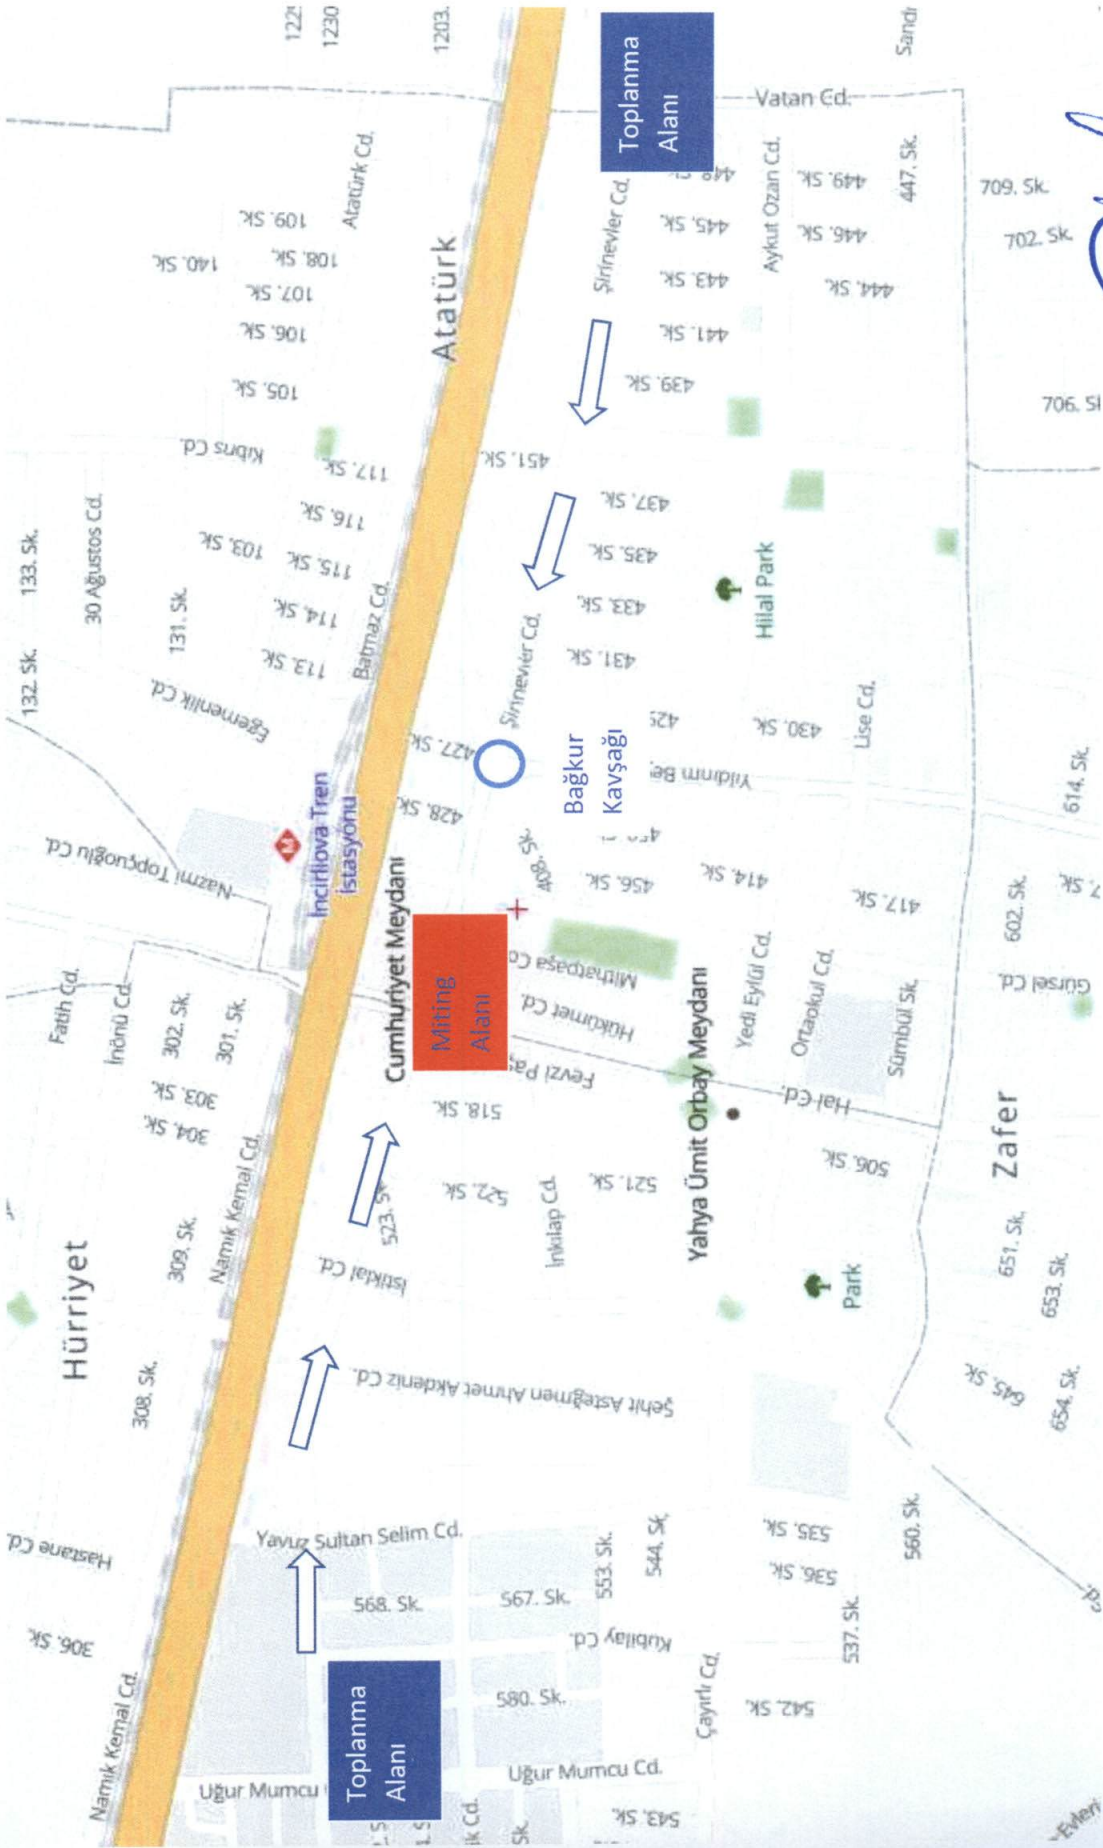 1230
1203.
Sandı
Toplanma
Alanı
Vatan Cd.
Atatürk Cd.
109. Sk.
108. Sk.
140. Sk.
107. Sk.
106. Sk.
105. Sk.
Atatürk
Şirinevler Cd.
445. Sk.
443. Sk.
441. Sk.
439. Sk.
Aykut Ozan Cd.
449. Sk.
446. Sk.
444. Sk.
447. Sk.
709. Sk.
702. Sk.
Kıbrıs Cd.
117. Sk.
116. Sk.
103. Sk.
115. Sk.
114. Sk.
113. Sk.
451. Sk.
437. Sk.
435. Sk.
433. Sk.
431. Sk.
133. Sk.
132. Sk.
30 Ağustos Cd.
131. Sk.
Egemenlik Cd.
Batmaz Cd.
Şirinevler Cd.
Hilal Park
427. Sk.
428. Sk.
Bağkur
Kavşağı
430. Sk.
Lise Cd.
614. Sk.
Nazmi Topçuoğlu Cd.
M
İncirliova Tren
İstasyonu
Cumhuriyet Meydanı
Miting
Alanı
408. Sk.
456. Sk.
414. Sk.
417. Sk.
602. Sk.
Gürsel Cd.
Hükümet Cd.
Yedi Eylül Cd.
Ortaokul Cd.
Sümbül Sk.
Hal Cd.
Yahya Ümit Orbay Meydanı
Fatih Cd.
İnönü Cd.
302. Sk.
301. Sk.
303. Sk.
304. Sk.
518. Sk.
522. Sk.
521. Sk.
506. Sk.
İnkılap Cd.
Zafer
Hürriyet
309. Sk.
308. Sk.
Namık Kemal Cd.
İstiklal Cd.
Park
651. Sk.
653. Sk.
645. Sk.
654. Sk.
Şehit Asteğmen Ahmet Akdeniz Cd.
Hastane Cd.
306. Sk.
Yavuz Sultan Selim Cd.
568. Sk.
567. Sk.
553. Sk.
544. Sk.
535. Sk.
536. Sk.
560. Sk.
537. Sk.
Kubilay Cd.
580. Sk.
Çayırlı Cd.
542. Sk.
Namık Kemal Cd.
Toplanma
Alanı
Uğur Mumcu
Uğur Mumcu Cd.
543. Sk.
Evleri